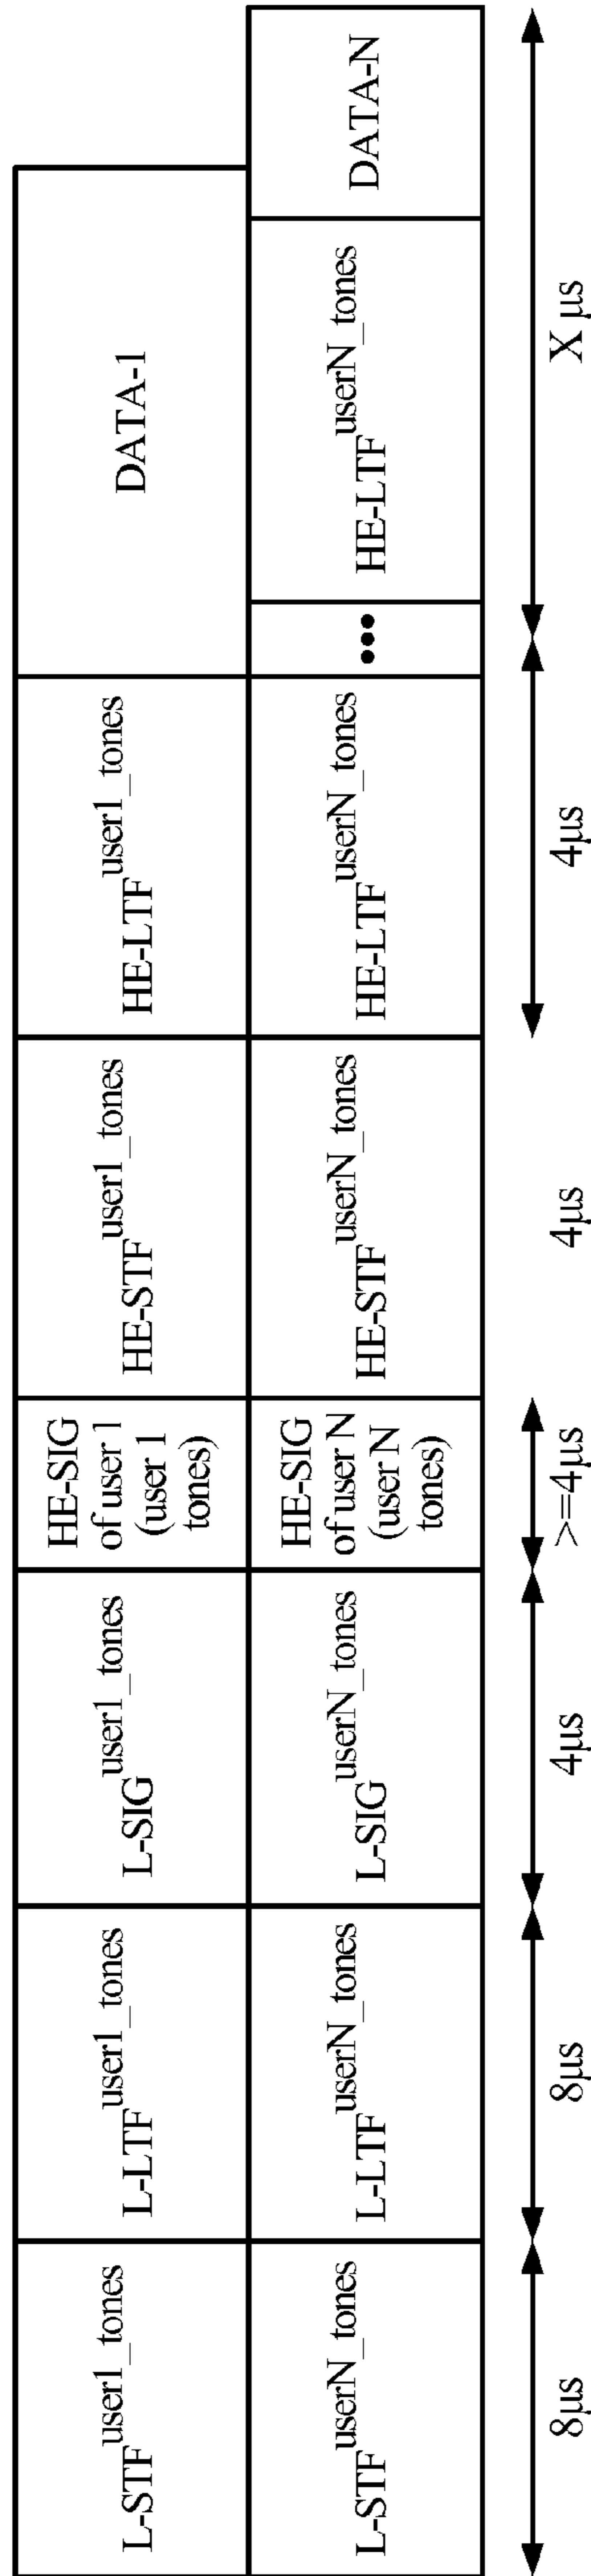 L-STF^user1_tones
L-LTF^user1_tones
L-SIG^user1_tones
HE-SIG
of user 1
(user 1
tones)
HE-STF^user1_tones
HE-LTF^user1_tones
DATA-1
L-STF^userN_tones
L-LTF^userN_tones
L-SIG^userN_tones
HE-SIG
of user N
(user N
tones)
HE-STF^userN_tones
HE-LTF^userN_tones
•••
HE-LTF^userN_tones
DATA-N
8µs
8µs
4µs
>=4µs
4µs
4µs
X µs